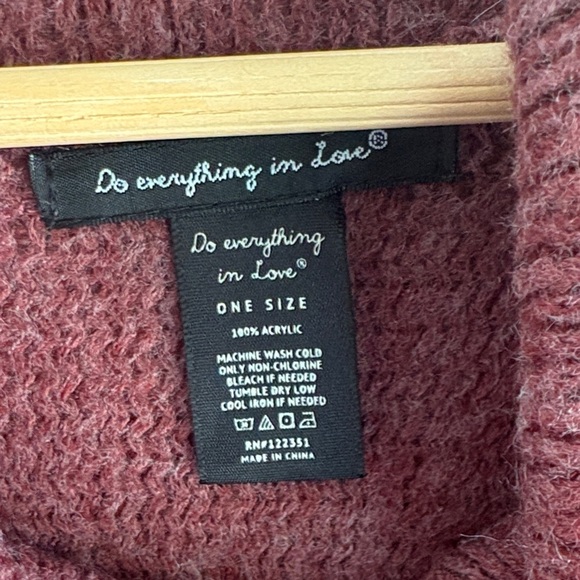 Do everything in Love®
Do everything
in Love®
ONE SIZE
100% ACRYLIC
MACHINE WASH COLD
ONLY NON-CHLORINE
BLEACH IF NEEDED
TUMBLE DRY LOW
COOL IRON IF NEEDED
RN#122351
MADE IN CHINA